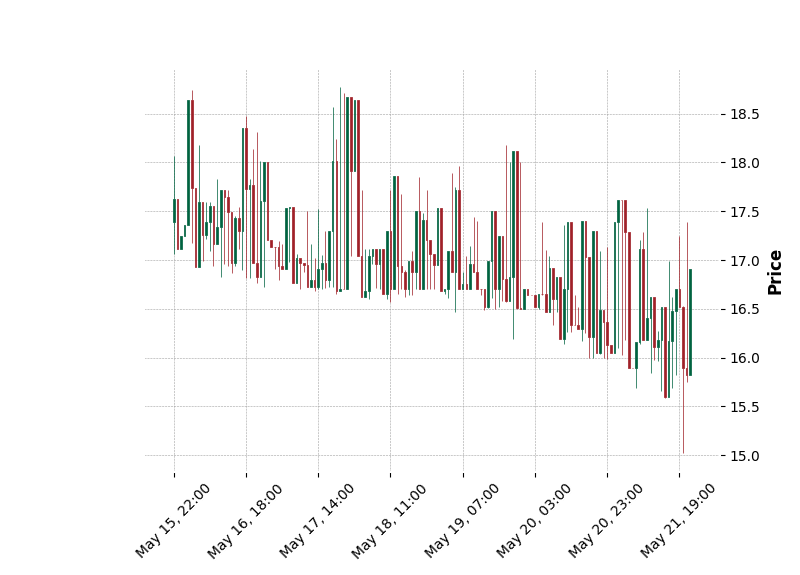 18.5
18.0
17.5
17.0
16.5
16.0
15.5
15.0
Price
May 15, 22:00
May 16, 18:00
May 17, 14:00
May 18, 11:00
May 19, 07:00
May 20, 03:00
May 20, 23:00
May 21, 19:00